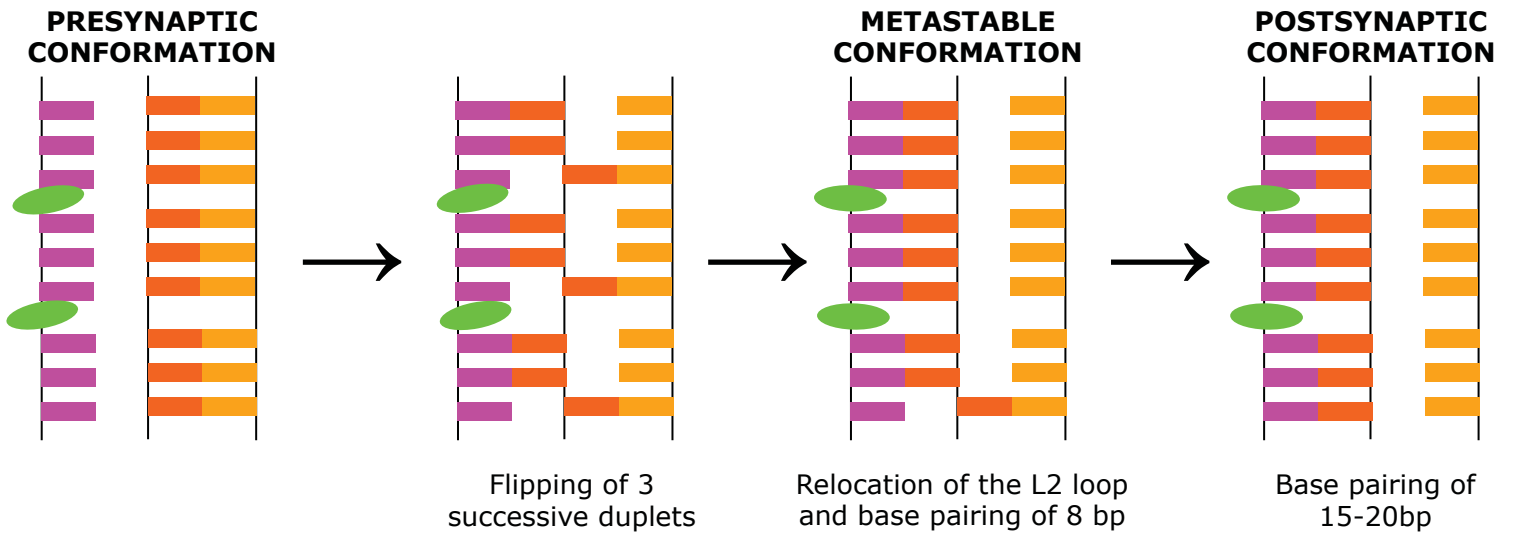 PRESYNAPTIC
CONFORMATION
METASTABLE
CONFORMATION
POSTSYNAPTIC
CONFORMATION
Flipping of 3
successive duplets
Relocation of the L2 loop
and base pairing of 8 bp
Base pairing of
15-20bp